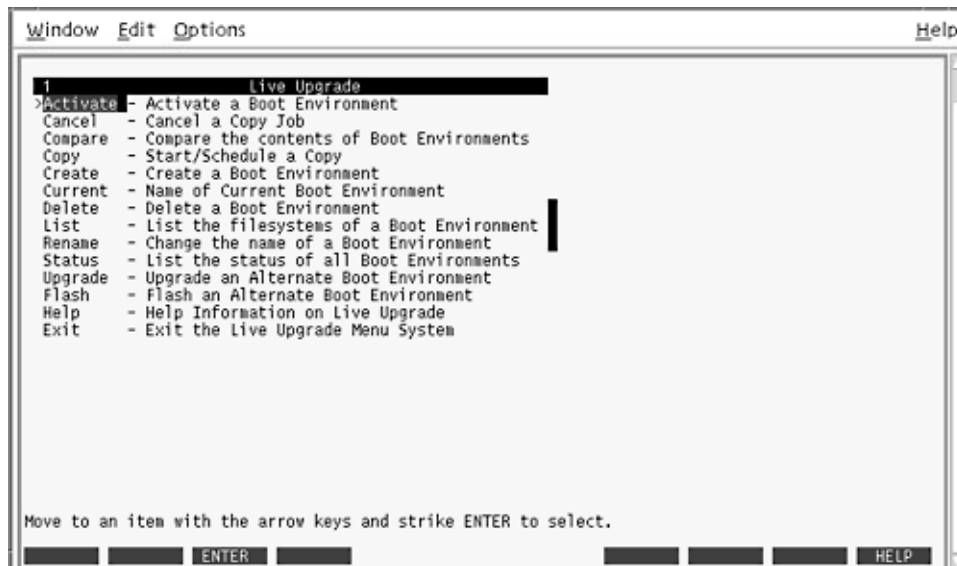 Window Edit Options Help
1 Live Upgrade
>Activate - Activate a Boot Environment
Cancel - Cancel a Copy Job
Compare - Compare the contents of Boot Environments
Copy - Start/Schedule a Copy
Create - Create a Boot Environment
Current - Name of Current Boot Environment
Delete - Delete a Boot Environment
List - List the filesystems of a Boot Environment
Rename - Change the name of a Boot Environment
Status - List the status of all Boot Environments
Upgrade - Upgrade an Alternate Boot Environment
Flash - Flash an Alternate Boot Environment
Help - Help Information on Live Upgrade
Exit - Exit the Live Upgrade Menu System
Move to an item with the arrow keys and strike ENTER to select.
ENTER HELP